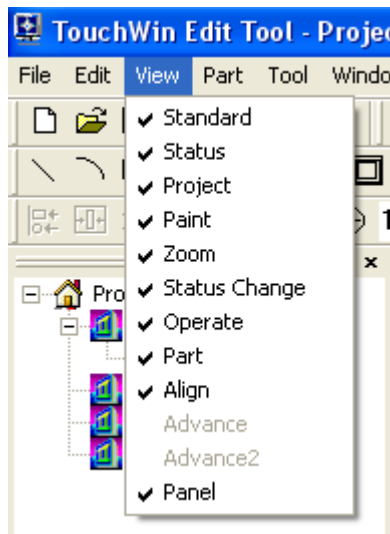 TouchWin Edit Tool - Projec
File Edit View Part Tool Windo
Standard
Status
Project
Paint
Zoom
Status Change
Operate
Part
Align
Advance
Advance2
Panel
Pro
1